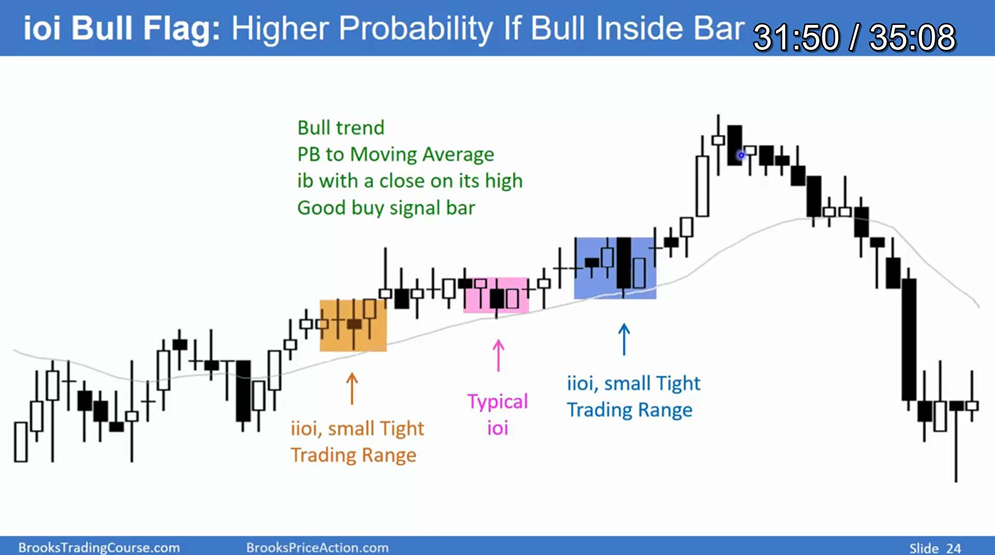 ioi Bull Flag: Higher Probability If Bull Inside Bar
31:50 / 35:08
Bull trend
PB to Moving Average
ib with a close on its high
Good buy signal bar
iioi, small Tight
Trading Range
Typical
ioi
iioi, small Tight
Trading Range
BrooksTradingCourse.com
BrooksPriceAction.com
Slide 24